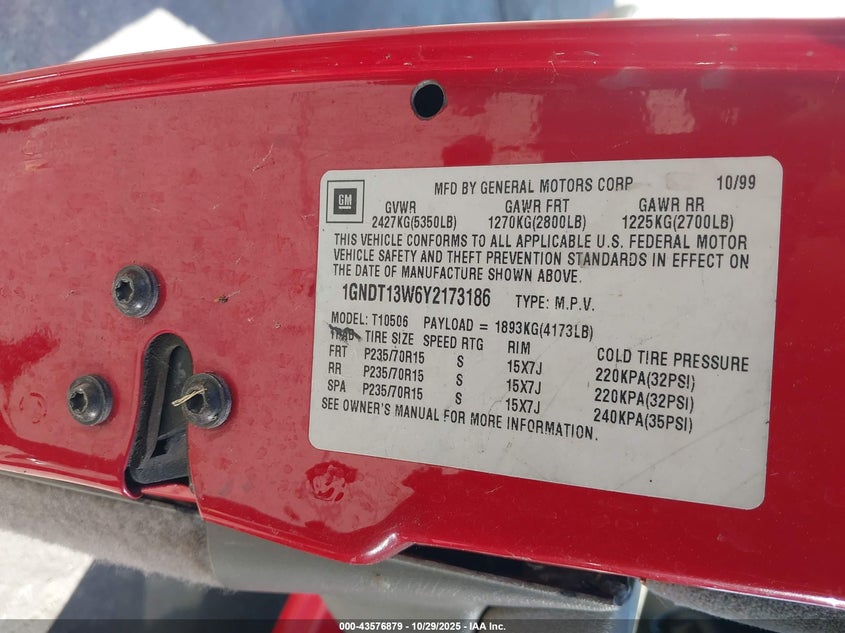 GM
MFD BY GENERAL MOTORS CORP 10/99
GVWR GAWR FRT GAWR RR
2427KG(5350LB) 1270KG(2800LB) 1225KG(2700LB)
THIS VEHICLE CONFORMS TO ALL APPLICABLE U.S. FEDERAL MOTOR
VEHICLE SAFETY AND THEFT PREVENTION STANDARDS IN EFFECT ON
THE DATE OF MANUFACTURE SHOWN ABOVE.
1GNDT13W6Y2173186 TYPE: M.P.V.
MODEL: T10506 PAYLOAD = 1893KG(4173LB)
TIRE SIZE SPEED RTG RIM COLD TIRE PRESSURE
FRT P235/70R15 S 15X7J 220KPA(32PSI)
RR P235/70R15 S 15X7J 220KPA(32PSI)
SPA P235/70R15 S 15X7J 240KPA(35PSI)
SEE OWNER'S MANUAL FOR MORE INFORMATION.
000-43576879 | 10/29/2025 | IAA Inc.